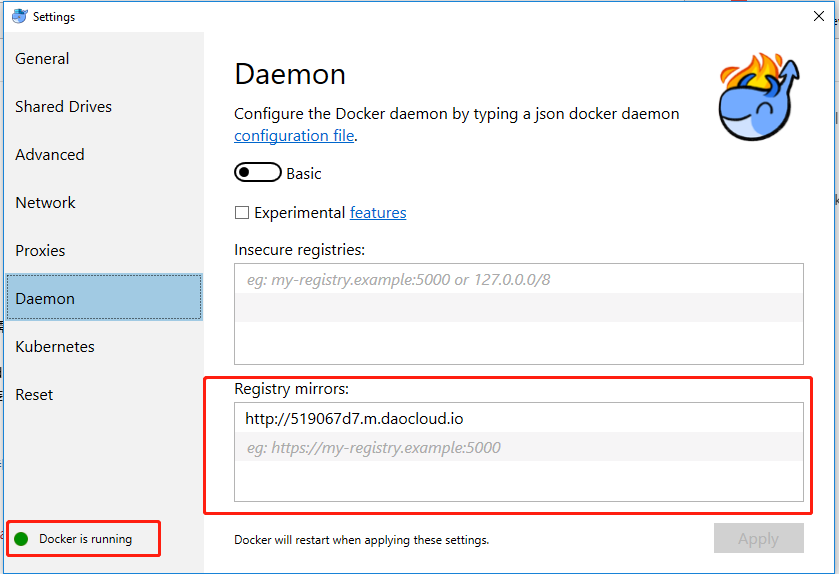 Settings
General
Shared Drives
Advanced
Network
Proxies
Daemon
Kubernetes
Reset
Docker is running
Daemon
Configure the Docker daemon by typing a json docker daemon
configuration file.
Basic
Experimental features
Insecure registries:
eg: my-registry.example:5000 or 127.0.0.0/8
Registry mirrors:
http://519067d7.m.daocloud.io
eg: https://my-registry.example:5000
Docker will restart when applying these settings.
Apply